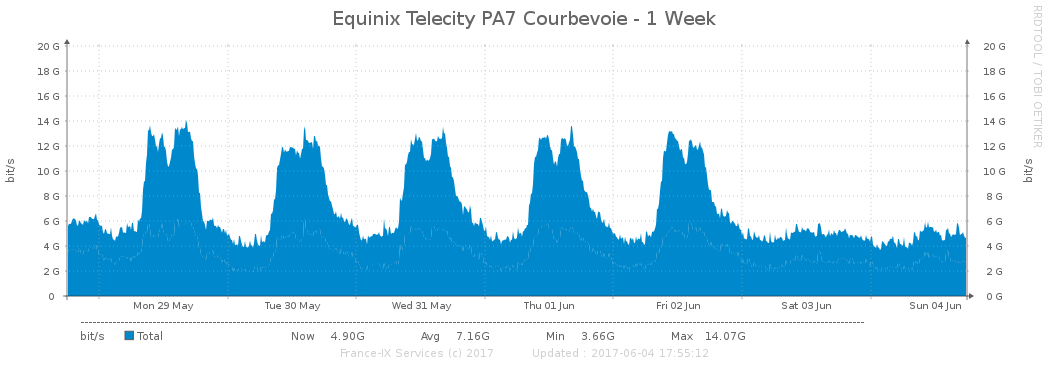 Equinix Telecity PA7 Courbevoie - 1 Week
RRDTOOL / TOBI OETIKER
bit/s
20 G
18 G
16 G
14 G
12 G
10 G
8 G
6 G
4 G
2 G
0
20 G
18 G
16 G
14 G
12 G
10 G
8 G
6 G
4 G
2 G
0 G
bit/s
Mon 29 May Tue 30 May Wed 31 May Thu 01 Jun Fri 02 Jun Sat 03 Jun Sun 04 Jun
bit/s Total Now 4.90G Avg 7.16G Min 3.66G Max 14.07G
France-IX Services (c) 2017 Updated : 2017-06-04 17:55:12